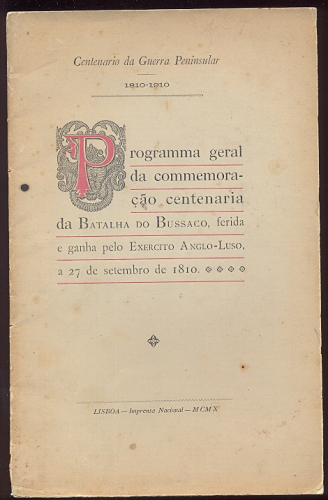 Centenario da Guerra Peninsular
1810-1910
Programma geral
da commemora-
ção centenaria
da BATALHA DO BUSSACO, ferida
e ganha pelo EXERCITO ANGLO-LUSO,
a 27 de setembro de 1810.
LISBOA — Imprensa Nacional — MCMX